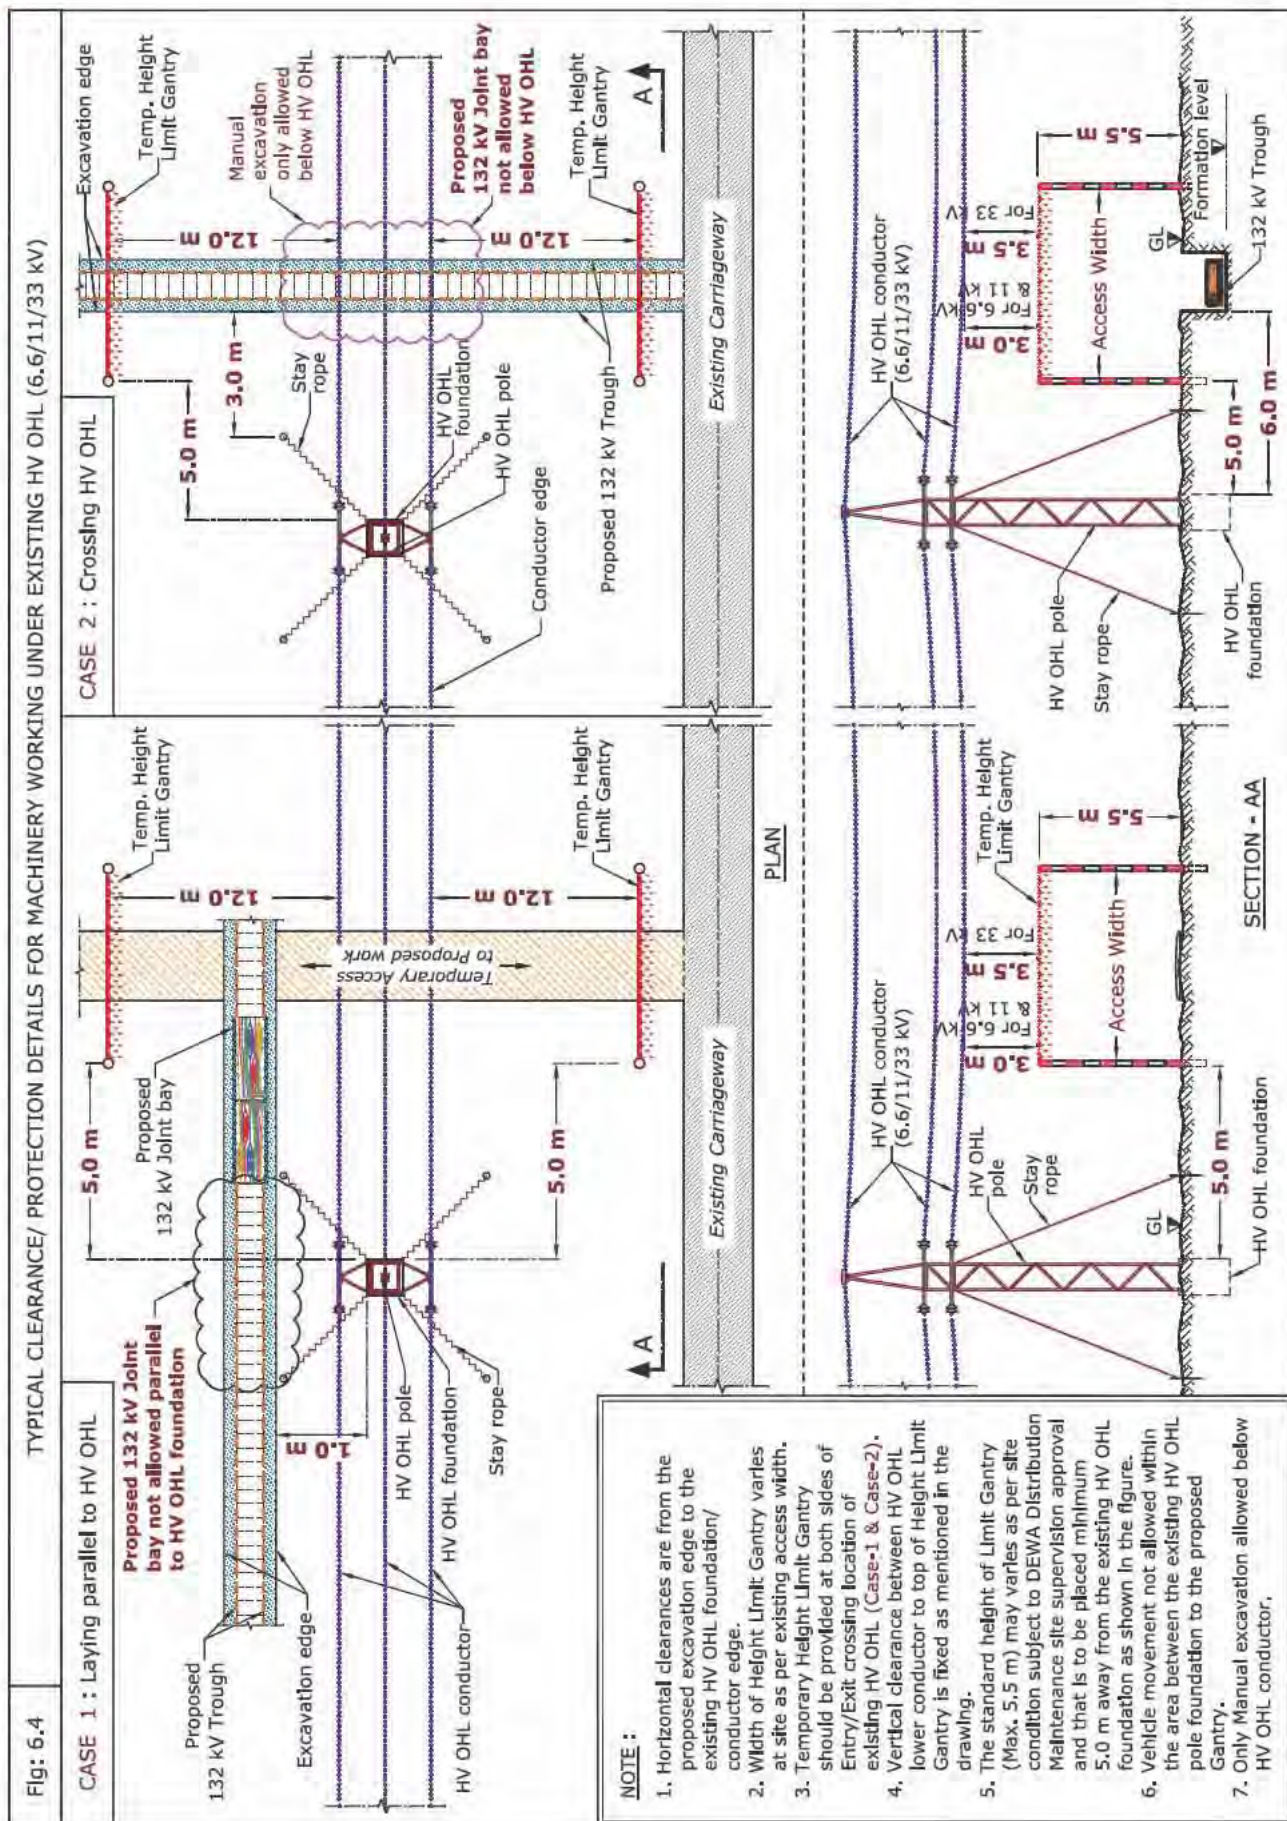 Fig: 6.4
TYPICAL CLEARANCE/ PROTECTION DETAILS FOR MACHINERY WORKING UNDER EXISTING HV OHL (6.6/11/33 kV)
CASE 1 : Laying parallel to HV OHL
Proposed 132 kV Joint
bay not allowed parallel
to HV OHL foundation
Proposed
132 kV Trough
Excavation edge
HV OHL conductor
1.0 m
HV OHL pole
HV OHL foundation
Stay rope
Proposed
132 kV Joint bay
5.0 m
5.0 m
Temp. Height
Limit Gantry
12.0 m
12.0 m
Temporary Access
to Proposed work
Temp. Height
Limit Gantry
Existing Carriageway
A
CASE 2 : Crossing HV OHL
Excavation edge
Temp. Height
Limit Gantry
5.0 m
3.0 m
12.0 m
12.0 m
Manual
excavation
only allowed
below HV OHL
Proposed
132 kV Joint bay
not allowed
below HV OHL
Temp. Height
Limit Gantry
Stay
rope
HV OHL
foundation
HV OHL pole
Conductor edge
Proposed 132 kV Trough
Existing Carriageway
A
PLAN
NOTE :
1. Horizontal clearances are from the
proposed excavation edge to the
existing HV OHL foundation/
conductor edge.
2. Width of Height Limit Gantry varies
at site as per existing access width.
3. Temporary Height Limit Gantry
should be provided at both sides of
Entry/Exit crossing location of
existing HV OHL (Case-1 & Case-2).
4. Vertical clearance between HV OHL
lower conductor to top of Height Limit
Gantry is fixed as mentioned in the
drawing.
5. The standard height of Limit Gantry
(Max. 5.5 m) may varies as per site
condition subject to DEWA Distribution
Maintenance site supervision approval
and that is to be placed minimum
5.0 m away from the existing HV OHL
foundation as shown in the figure.
6. Vehicle movement not allowed within
the area between the existing HV OHL
pole foundation to the proposed
Gantry.
7. Only Manual excavation allowed below
HV OHL conductor.
HV OHL conductor
(6.6/11/33 kV)
HV OHL
pole
Stay
rope
GL
5.0 m
HV OHL foundation
3.0 m
For 6.6 kV
& 11 kV
3.5 m
For 33 kV
Temp. Height
Limit Gantry
Access Width
5.5 m
SECTION - AA
HV OHL conductor
(6.6/11/33 kV)
HV OHL pole
Stay rope
HV OHL
foundation
3.0 m
For 6.6 kV
& 11 kV
3.5 m
For 33 kV
Access Width
5.5 m
5.0 m
6.0 m
GL
Formation level
132 kV Trough